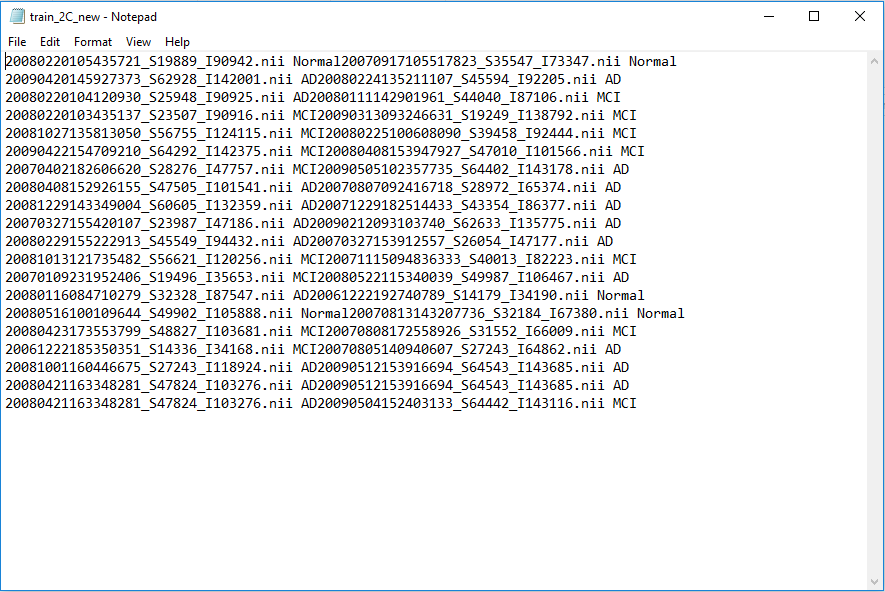 train_2C_new - Notepad
File Edit Format View Help
20080220105435721_S19889_I90942.nii Normal20070917105517823_S35547_I73347.nii Normal
20090420145927373_S62928_I142001.nii AD20080224135211107_S45594_I92205.nii AD
20080220104120930_S25948_I90925.nii AD20080111142901961_S44040_I87106.nii MCI
20080220103435137_S23507_I90916.nii MCI20090313093246631_S19249_I138792.nii MCI
20081027135813050_S56755_I124115.nii MCI20080225100608090_S39458_I92444.nii MCI
20090422154709210_S64292_I142375.nii MCI20080408153947927_S47010_I101566.nii MCI
20070402182606620_S28276_I47757.nii MCI20090505102357735_S64402_I143178.nii AD
20080408152926155_S47505_I101541.nii AD20070807092416718_S28972_I65374.nii AD
20081229143349004_S60605_I132359.nii AD20071229182514433_S43354_I86377.nii AD
20070327155420107_S23987_I47186.nii AD20090212093103740_S62633_I135775.nii AD
20080229155222913_S45549_I94432.nii AD20070327153912557_S26054_I47177.nii AD
20081013121735482_S56621_I120256.nii MCI20071115094836333_S40013_I82223.nii MCI
20070109231952406_S19496_I35653.nii MCI20080522115340039_S49987_I106467.nii AD
20080116084710279_S32328_I87547.nii AD20061222192740789_S14179_I34190.nii Normal
20080516100109644_S49902_I105888.nii Normal20070813143207736_S32184_I67380.nii Normal
20080423173553799_S48827_I103681.nii MCI20070808172558926_S31552_I66009.nii MCI
20061222185350351_S14336_I34168.nii MCI20070805140940607_S27243_I64862.nii AD
20081001160446675_S27243_I118924.nii AD20090512153916694_S64543_I143685.nii AD
20080421163348281_S47824_I103276.nii AD20090512153916694_S64543_I143685.nii AD
20080421163348281_S47824_I103276.nii AD20090504152403133_S64442_I143116.nii MCI